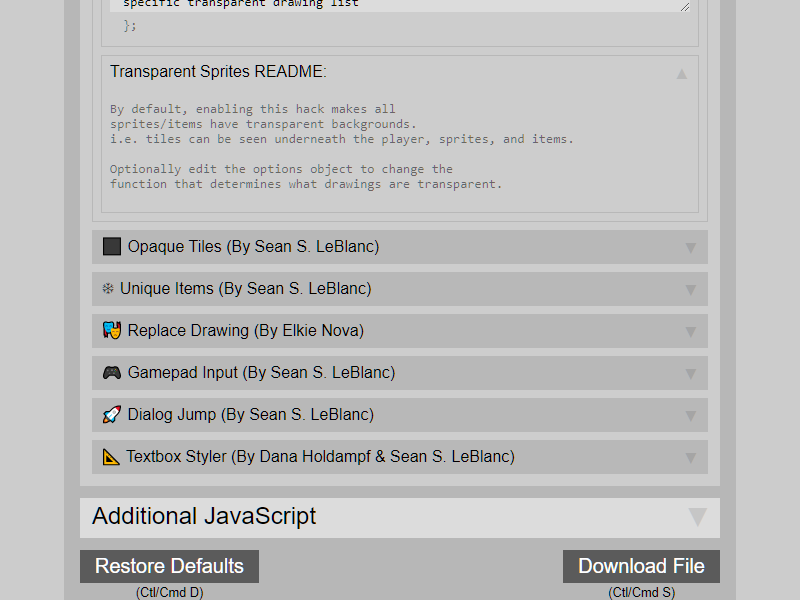 specific transparent drawing list
};
Transparent Sprites README:
By default, enabling this hack makes all
sprites/items have transparent backgrounds.
i.e. tiles can be seen underneath the player, sprites, and items.
Optionally edit the options object to change the
function that determines what drawings are transparent.
Opaque Tiles (By Sean S. LeBlanc)
Unique Items (By Sean S. LeBlanc)
Replace Drawing (By Elkie Nova)
Gamepad Input (By Sean S. LeBlanc)
Dialog Jump (By Sean S. LeBlanc)
Textbox Styler (By Dana Holdampf & Sean S. LeBlanc)
Additional JavaScript
Restore Defaults
(Ctl/Cmd D)
Download File
(Ctl/Cmd S)